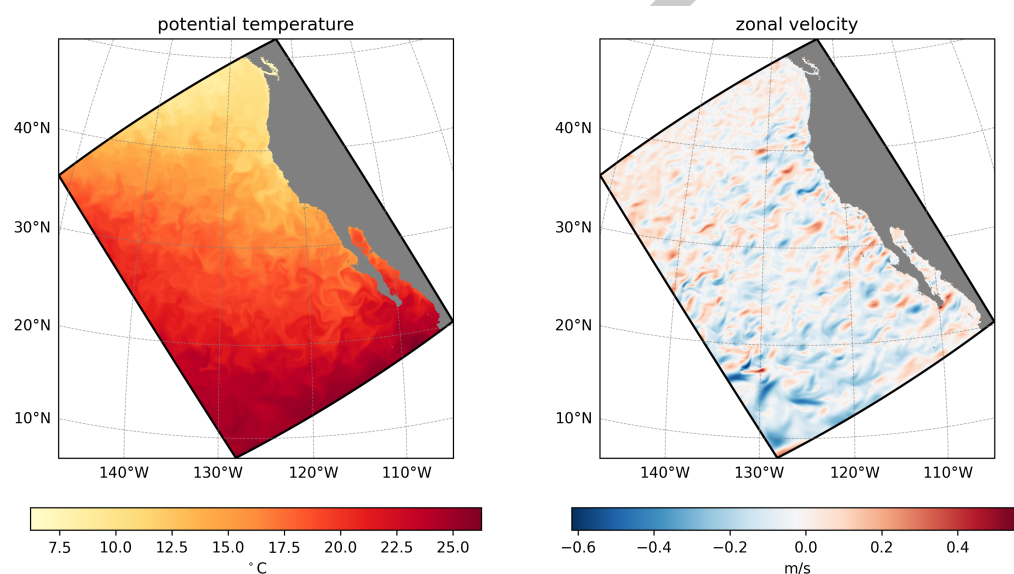 potential temperature
zonal velocity
40°N
30°N
20°N
10°N
140°W 130°W 120°W 110°W
40°N
30°N
20°N
10°N
140°W 130°W 120°W 110°W
7.5 10.0 12.5 15.0 17.5 20.0 22.5 25.0
°C
−0.6 −0.4 −0.2 0.0 0.2 0.4
m/s